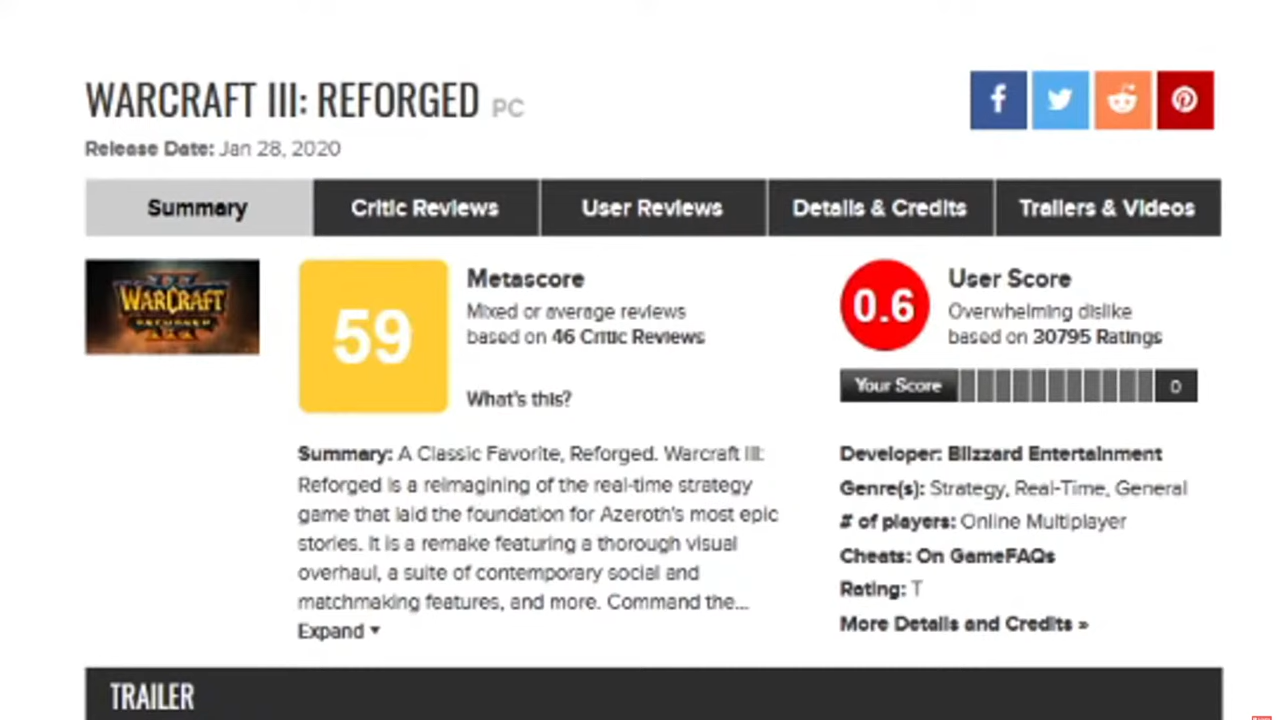 WARCRAFT III: REFORGED PC
Release Date: Jan 28, 2020
Summary
Critic Reviews
User Reviews
Details & Credits
Trailers & Videos
WARCRAFT
REFORGED
59
Metascore
Mixed or average reviews
based on 46 Critic Reviews
What's this?
0.6
User Score
Overwhelming dislike
based on 30795 Ratings
Your Score
0
Summary: A Classic Favorite, Reforged. Warcraft III:
Reforged is a reimagining of the real-time strategy
game that laid the foundation for Azeroth's most epic
stories. It is a remake featuring a thorough visual
overhaul, a suite of contemporary social and
matchmaking features, and more. Command the...
Expand
Developer: Blizzard Entertainment
Genre(s): Strategy, Real-Time, General
# of players: Online Multiplayer
Cheats: On GameFAQs
Rating: T
More Details and Credits »
TRAILER